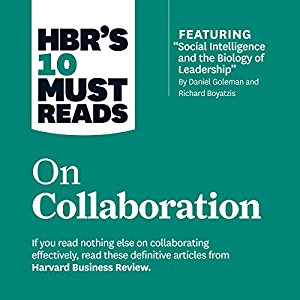 HBR'S
10
MUST
READS
FEATURING
“Social Intelligence
and the Biology of
Leadership”
By Daniel Goleman and
Richard Boyatzis
On
Collaboration
If you read nothing else on collaborating
effectively, read these definitive articles from
Harvard Business Review.